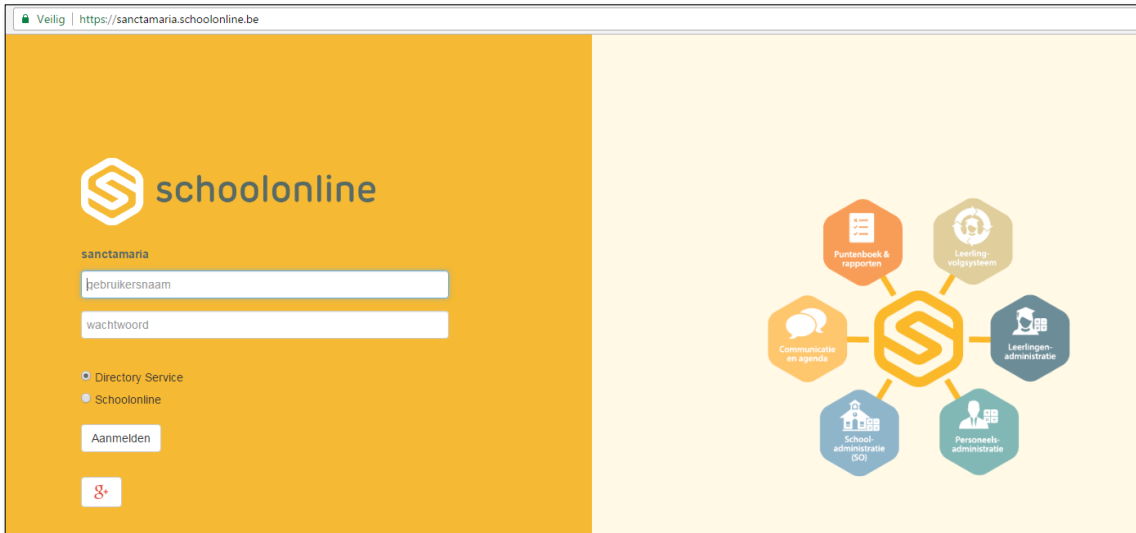 Veilig | https://sanctamaria.schoolonline.be
schoolonline
sanctamaria
gebruikersnaam
wachtwoord
Directory Service
Schoolonline
Aanmelden
g+
Puntenboek &
rapporten
Leerling-
volgsysteem
Communicatie
en agenda
Leerlingen-
administratie
School-
administratie
(SO)
Personeels-
administratie